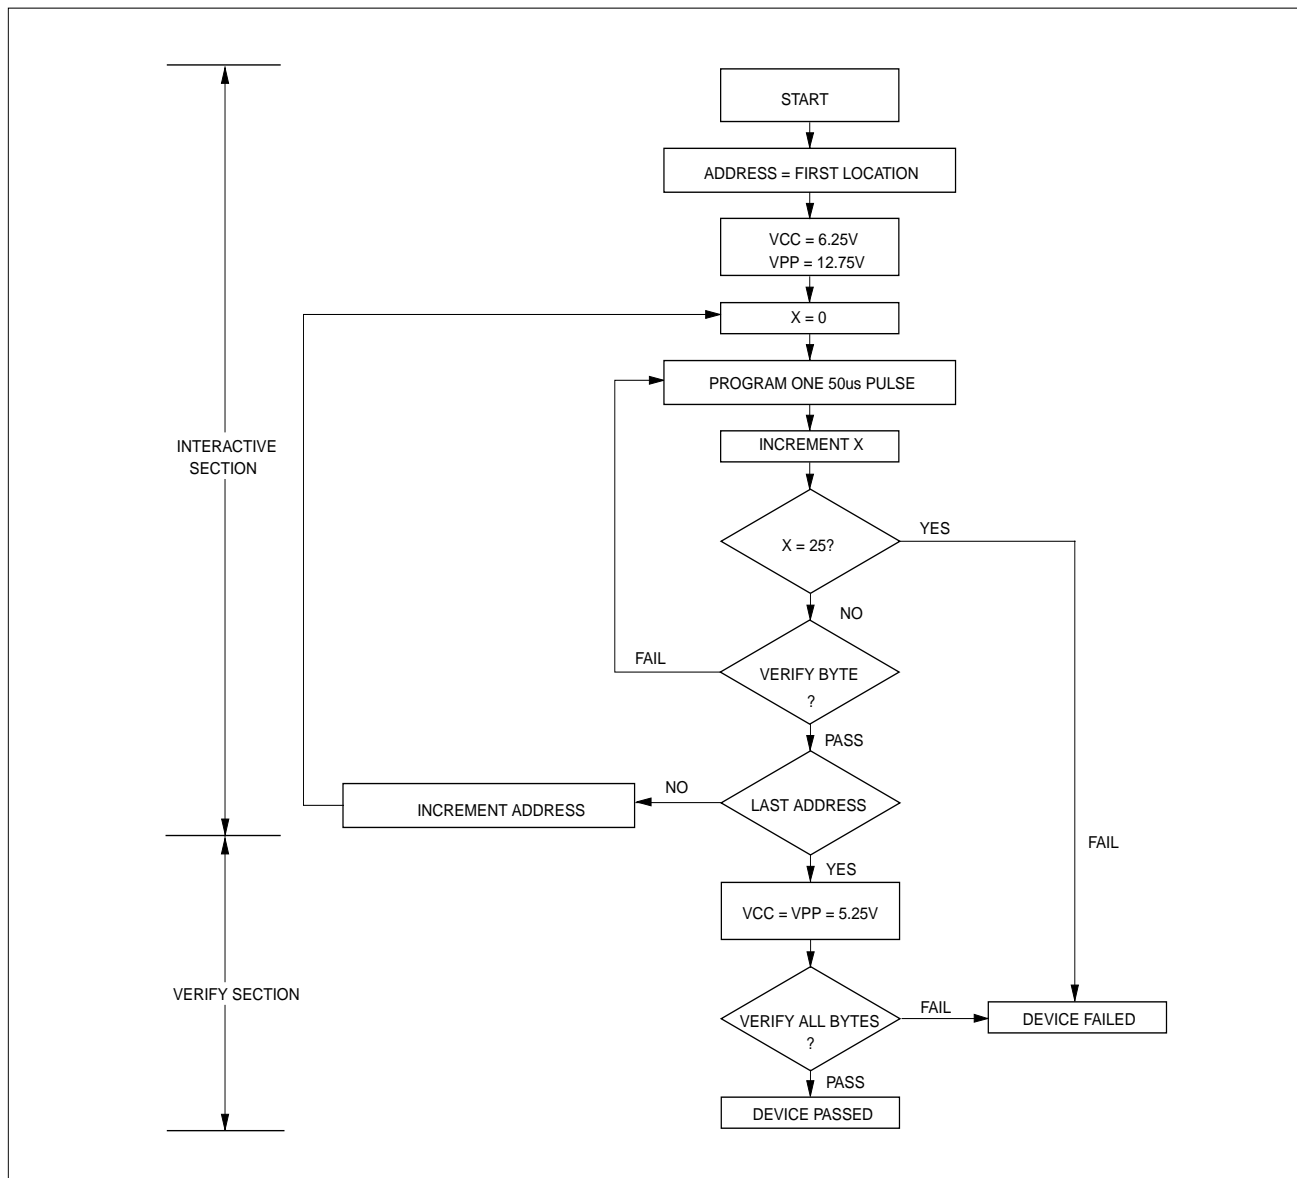 START
ADDRESS = FIRST LOCATION
VCC = 6.25V
VPP = 12.75V
X = 0
PROGRAM ONE 50us PULSE
INTERACTIVE
SECTION
INCREMENT X
X = 25?
YES
NO
FAIL
VERIFY BYTE
?
PASS
NO
INCREMENT ADDRESS
LAST ADDRESS
FAIL
YES
VCC = VPP = 5.25V
VERIFY SECTION
VERIFY ALL BYTES
?
FAIL
DEVICE FAILED
PASS
DEVICE PASSED